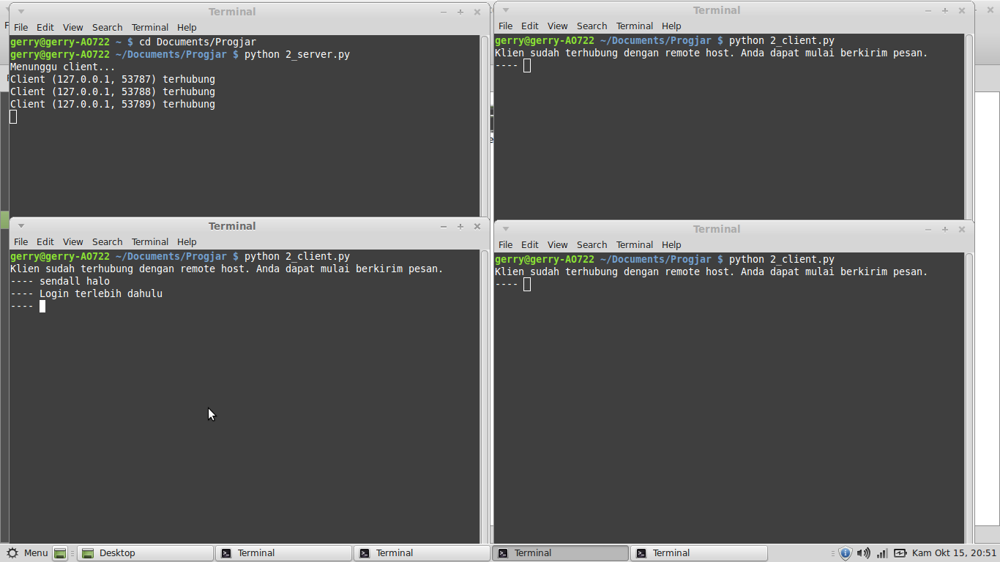 Terminal
File Edit View Search Terminal Help
gerry@gerry-AO722 ~ $ cd Documents/Progjar
gerry@gerry-AO722 ~/Documents/Progjar $ python 2_server.py
Menunggu client...
Client (127.0.0.1, 53787) terhubung
Client (127.0.0.1, 53788) terhubung
Client (127.0.0.1, 53789) terhubung
Terminal
File Edit View Search Terminal Help
gerry@gerry-AO722 ~/Documents/Progjar $ python 2_client.py
Klien sudah terhubung dengan remote host. Anda dapat mulai berkirim pesan.
----
Terminal
File Edit View Search Terminal Help
gerry@gerry-AO722 ~/Documents/Progjar $ python 2_client.py
Klien sudah terhubung dengan remote host. Anda dapat mulai berkirim pesan.
---- sendall halo
---- Login terlebih dahulu
----
Terminal
File Edit View Search Terminal Help
gerry@gerry-AO722 ~/Documents/Progjar $ python 2_client.py
Klien sudah terhubung dengan remote host. Anda dapat mulai berkirim pesan.
----
Menu Desktop Terminal Terminal Terminal Terminal Kam Okt 15, 20:51